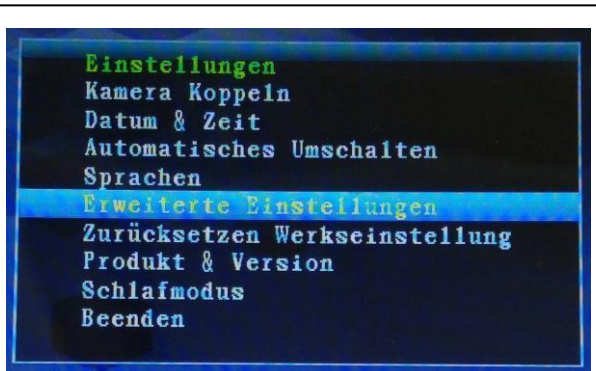 Einstellungen
Kamera Koppeln
Datum & Zeit
Automatisches Umschalten
Sprachen
Erweiterte Einstellungen
Zurücksetzen Werkseinstellung
Produkt & Version
Schlafmodus
Beenden